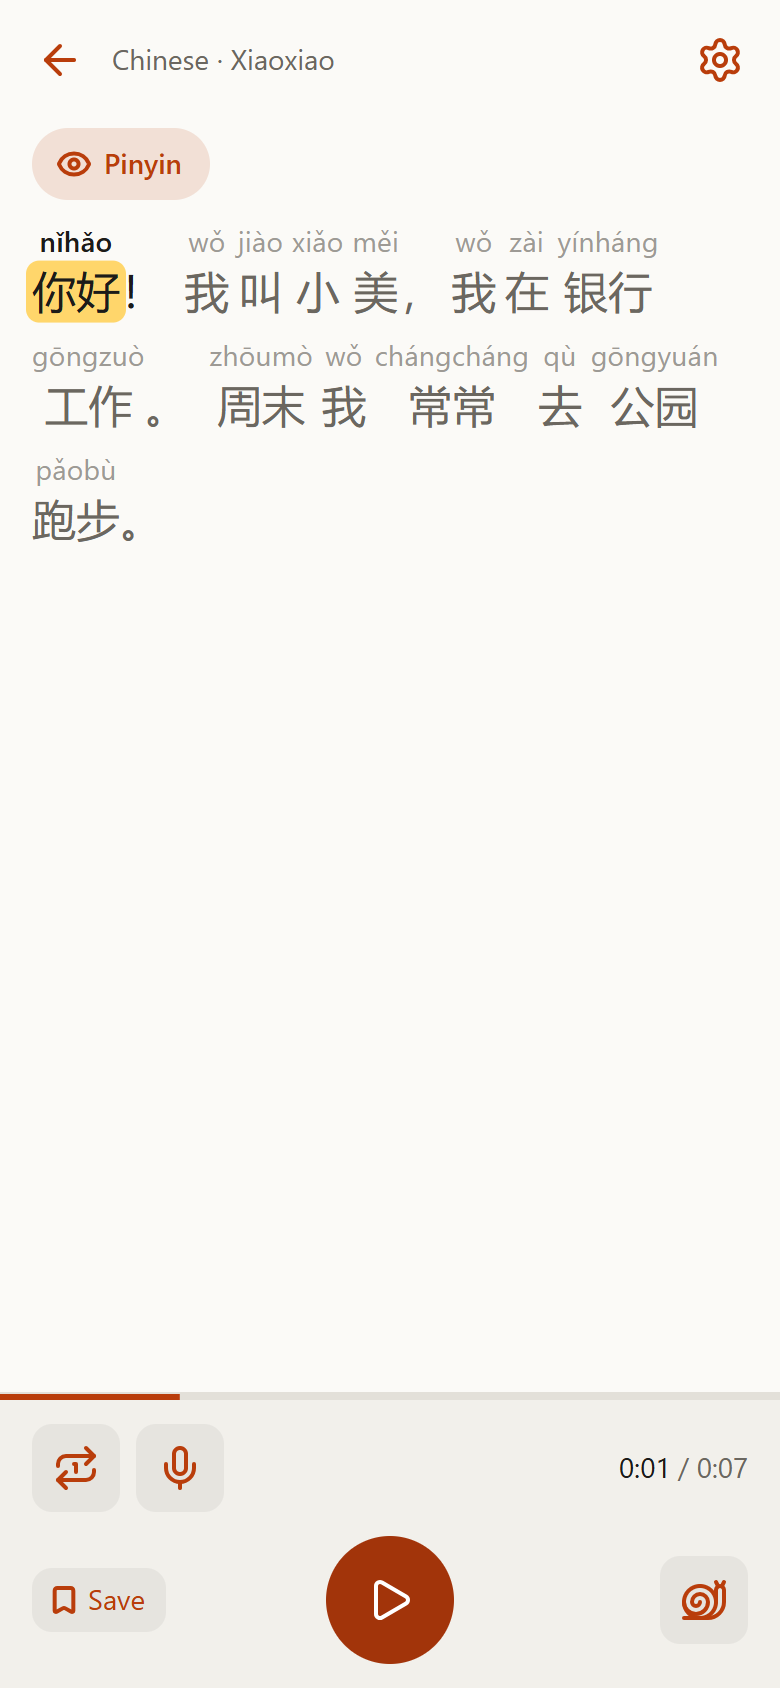 Chinese · Xiaoxiao
Pinyin
nǐhǎo wǒ jiào xiǎo měi wǒ zài yínháng
你好! 我叫小美, 我在银行
gōngzuò zhōumò wǒ chángcháng qù gōngyuán
工作。 周末我常常去公园
pǎobù
跑步。
1
0:01 / 0:07
Save